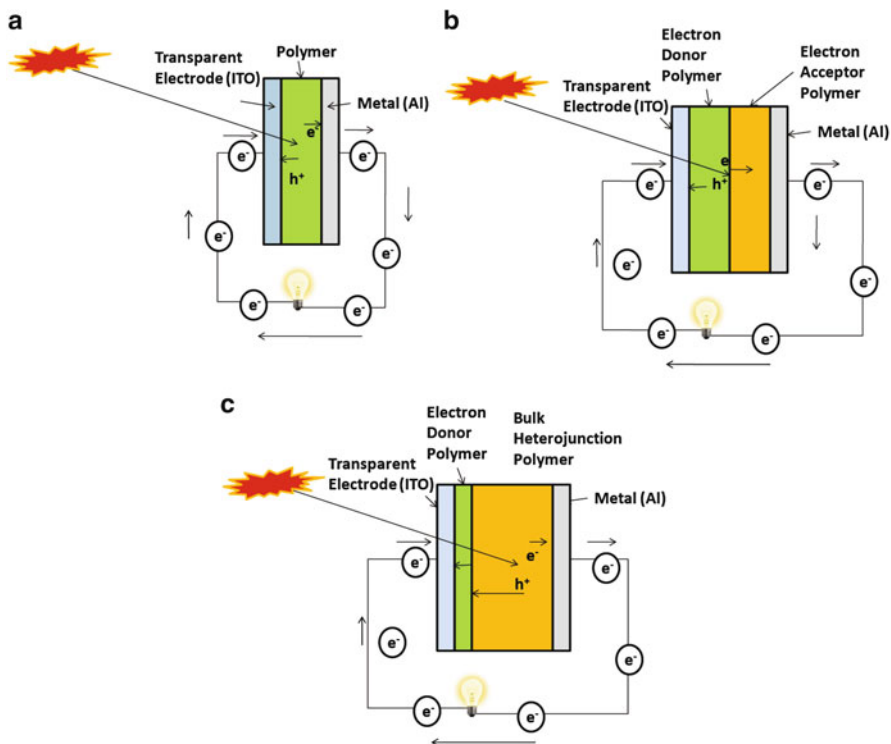 a
Transparent
Electrode (ITO)
Polymer
Metal (Al)
e-
h+
e-
e-
e-
e-
e-
e-
b
Electron
Donor
Polymer
Electron
Acceptor
Polymer
Transparent
Electrode (ITO)
Metal (Al)
e
h+
e-
e-
e-
e-
e-
e-
c
Electron
Donor
Polymer
Bulk
Heterojunction
Polymer
Transparent
Electrode (ITO)
Metal (Al)
e-
h+
e-
e-
e-
e-
e-
e-